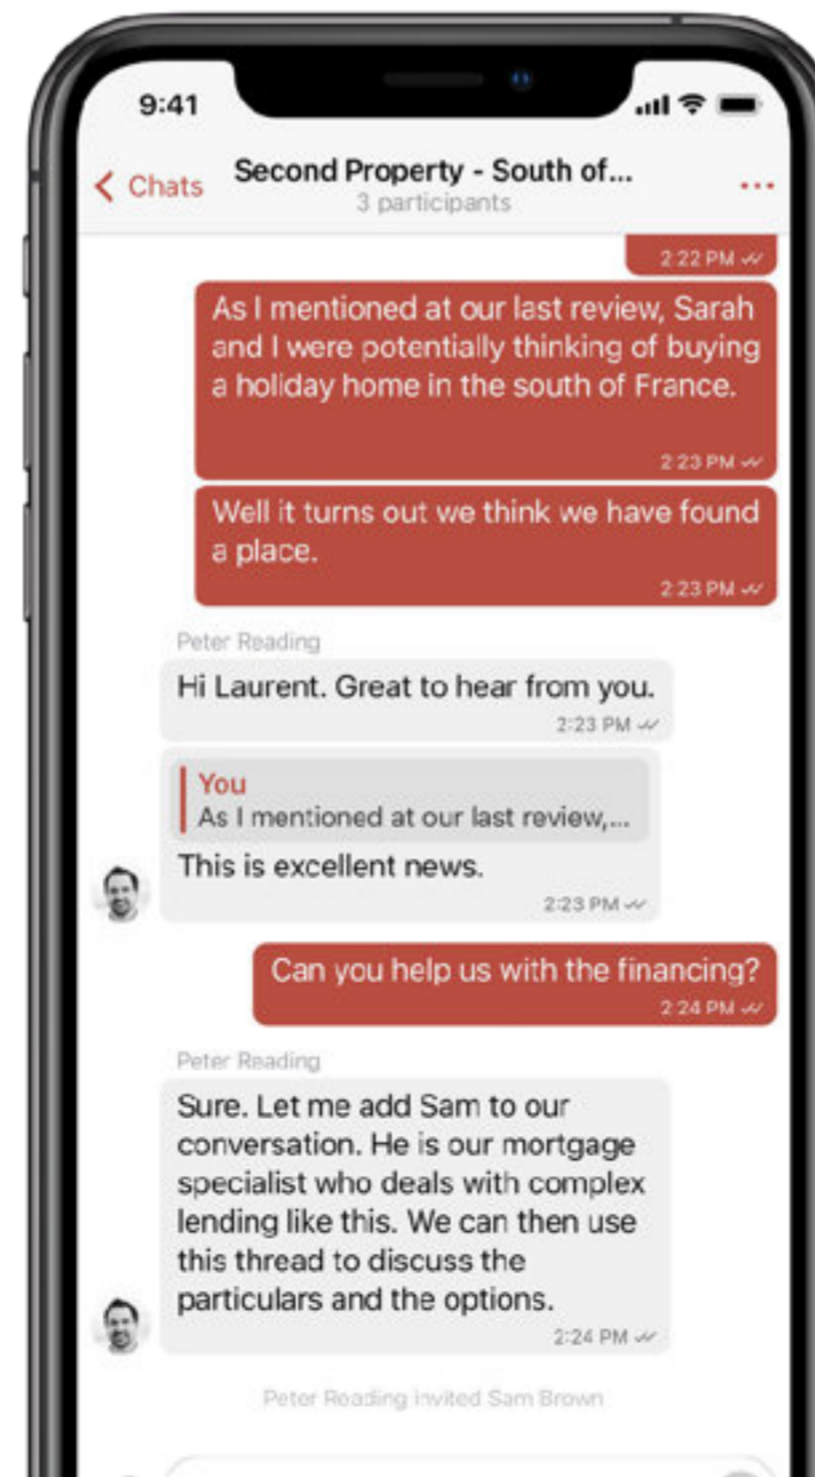 9:41
Chats
Second Property - South of...
3 participants
2:22 PM
As I mentioned at our last review, Sarah
and I were potentially thinking of buying
a holiday home in the south of France.
2:23 PM
Well it turns out we think we have found
a place.
2:23 PM
Peter Reading
Hi Laurent. Great to hear from you.
2:23 PM
You
As I mentioned at our last review,...
This is excellent news.
2:23 PM
Can you help us with the financing?
2:24 PM
Peter Reading
Sure. Let me add Sam to our
conversation. He is our mortgage
specialist who deals with complex
lending like this. We can then use
this thread to discuss the
particulars and the options.
2:24 PM
Peter Reading invited Sam Brown